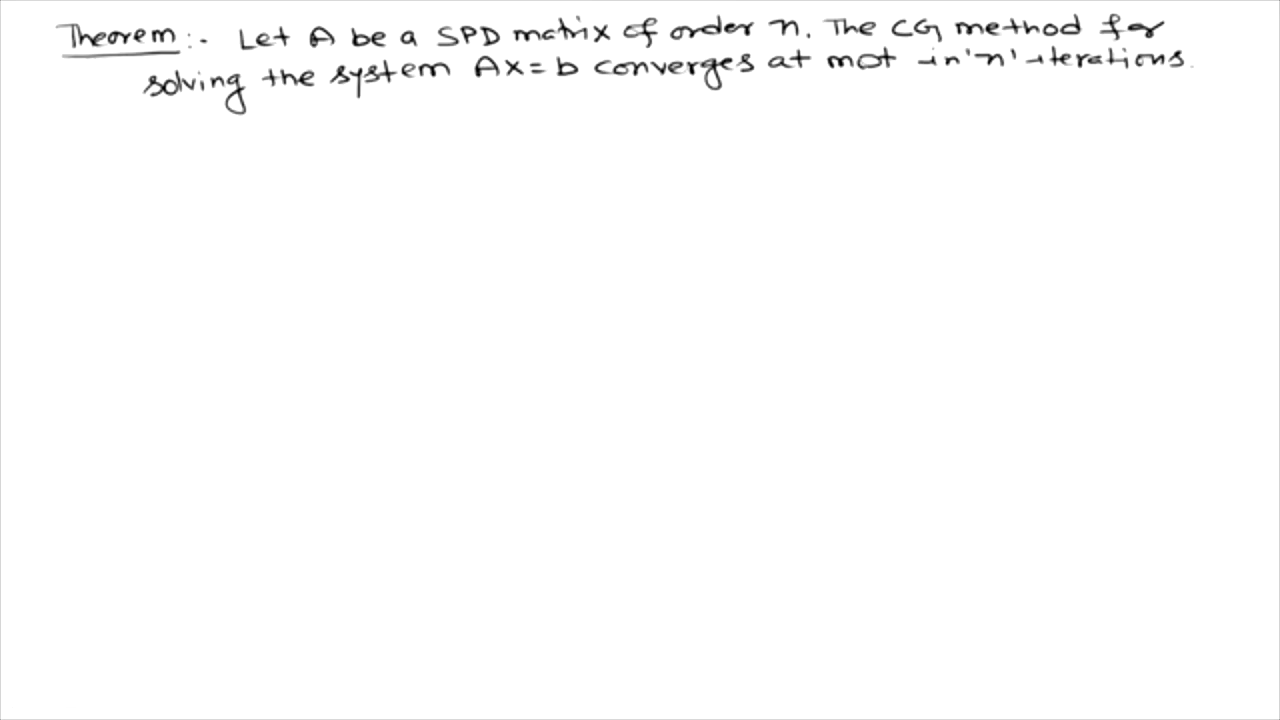 Theorem :- Let A be a SPD matrix of order n. The CG method for
solving the system Ax = b converges at mot in 'n' iterations.